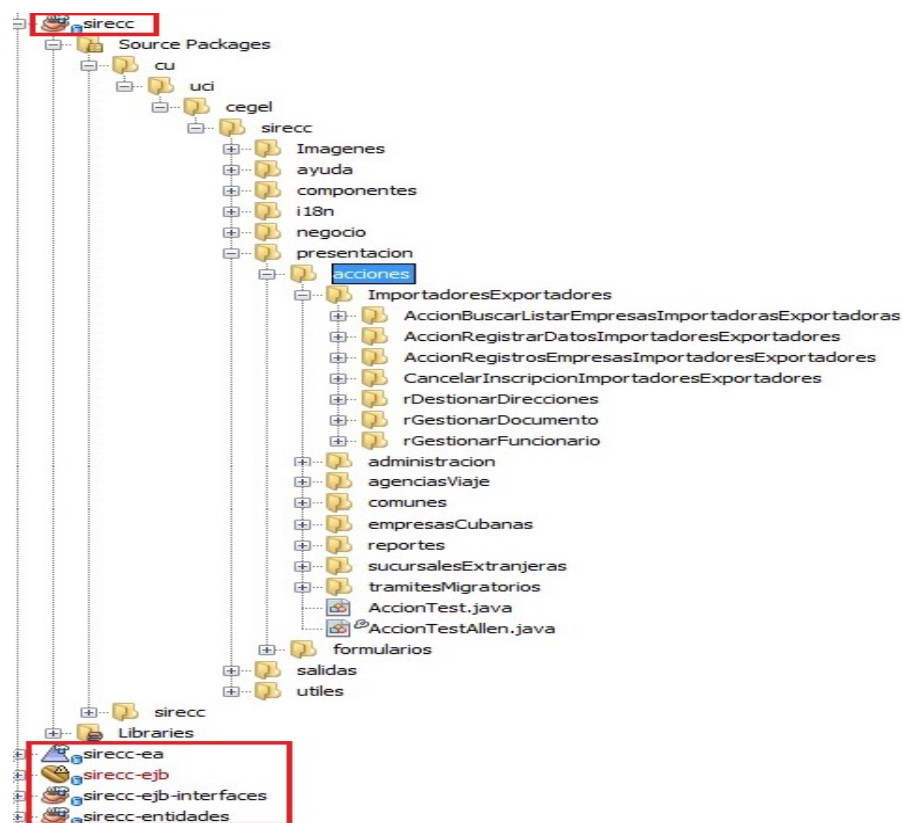 sirecc
Source Packages
cu
uci
cegel
sirecc
Imagenes
ayuda
componentes
i18n
negocio
presentacion
acciones
ImportadoresExportadores
AccionBuscarListarEmpresasImportadorasExportadoras
AccionRegistrarDatosImportadoresExportadores
AccionRegistrosEmpresasImportadoresExportadores
CancelarInscripcionImportadoresExportadores
rDestionarDirecciones
rGestionarDocumento
rGestionarFuncionario
administracion
agenciasViaje
comunes
empresasCubanas
reportes
sucursalesExtranjeras
tramitesMigratorios
AccionTest.java
AccionTestAllen.java
formularios
salidas
utiles
sirecc
Libraries
sirecc-ea
sirecc-ejb
sirecc-ejb-interfaces
sirecc-entidades